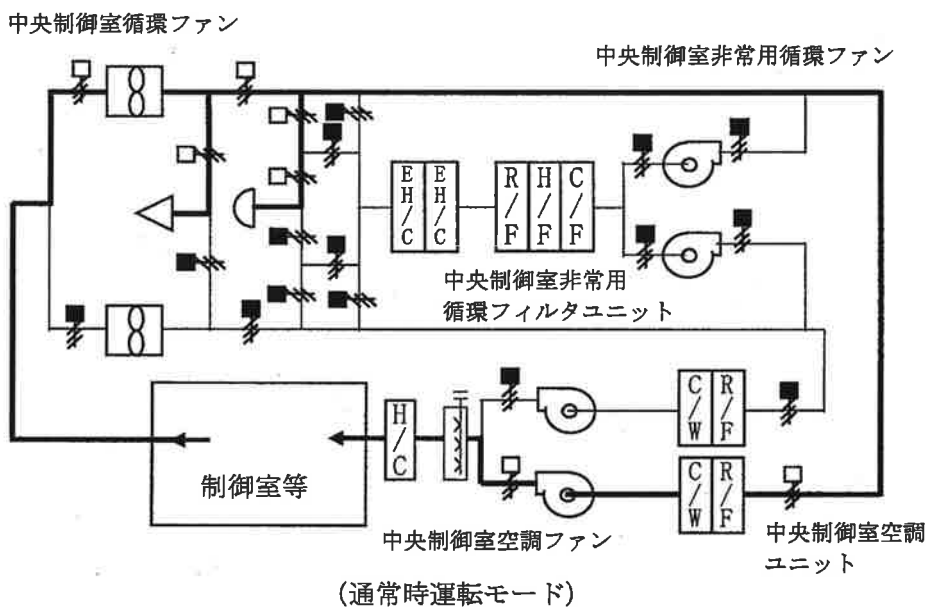 中央制御室循環ファン
中央制御室非常用循環ファン
EH/C
EH/C
R/F
H/F
C/F
中央制御室非常用
循環フィルタユニット
C/W
R/F
H/C
制御室等
C/W
R/F
中央制御室空調ファン
中央制御室空調
ユニット
(通常時運転モード)